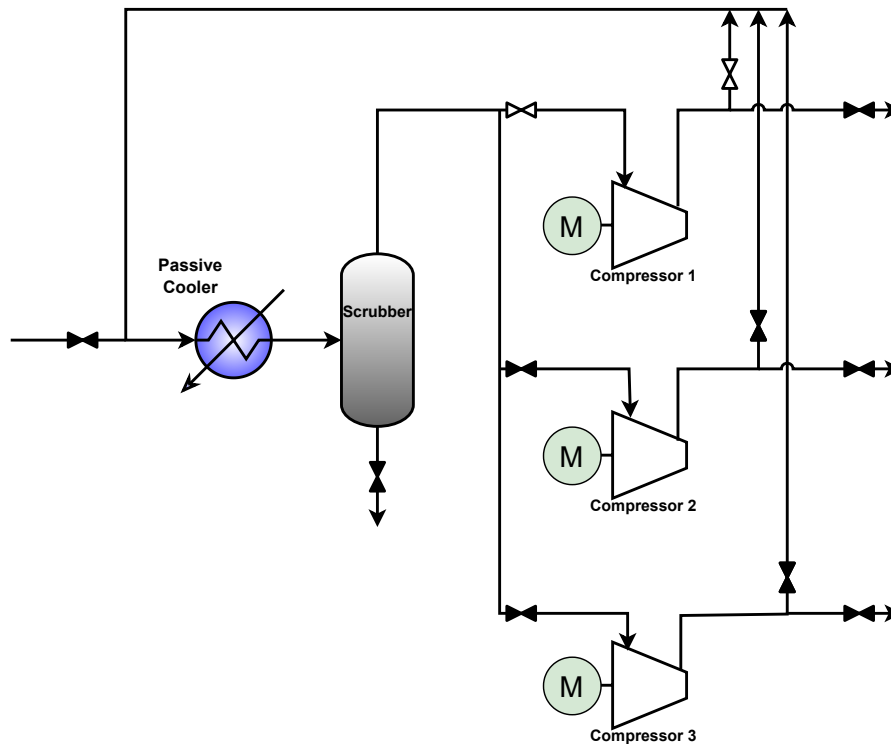 M
Compressor 1
Passive
Cooler
Scrubber
M
Compressor 2
M
Compressor 3